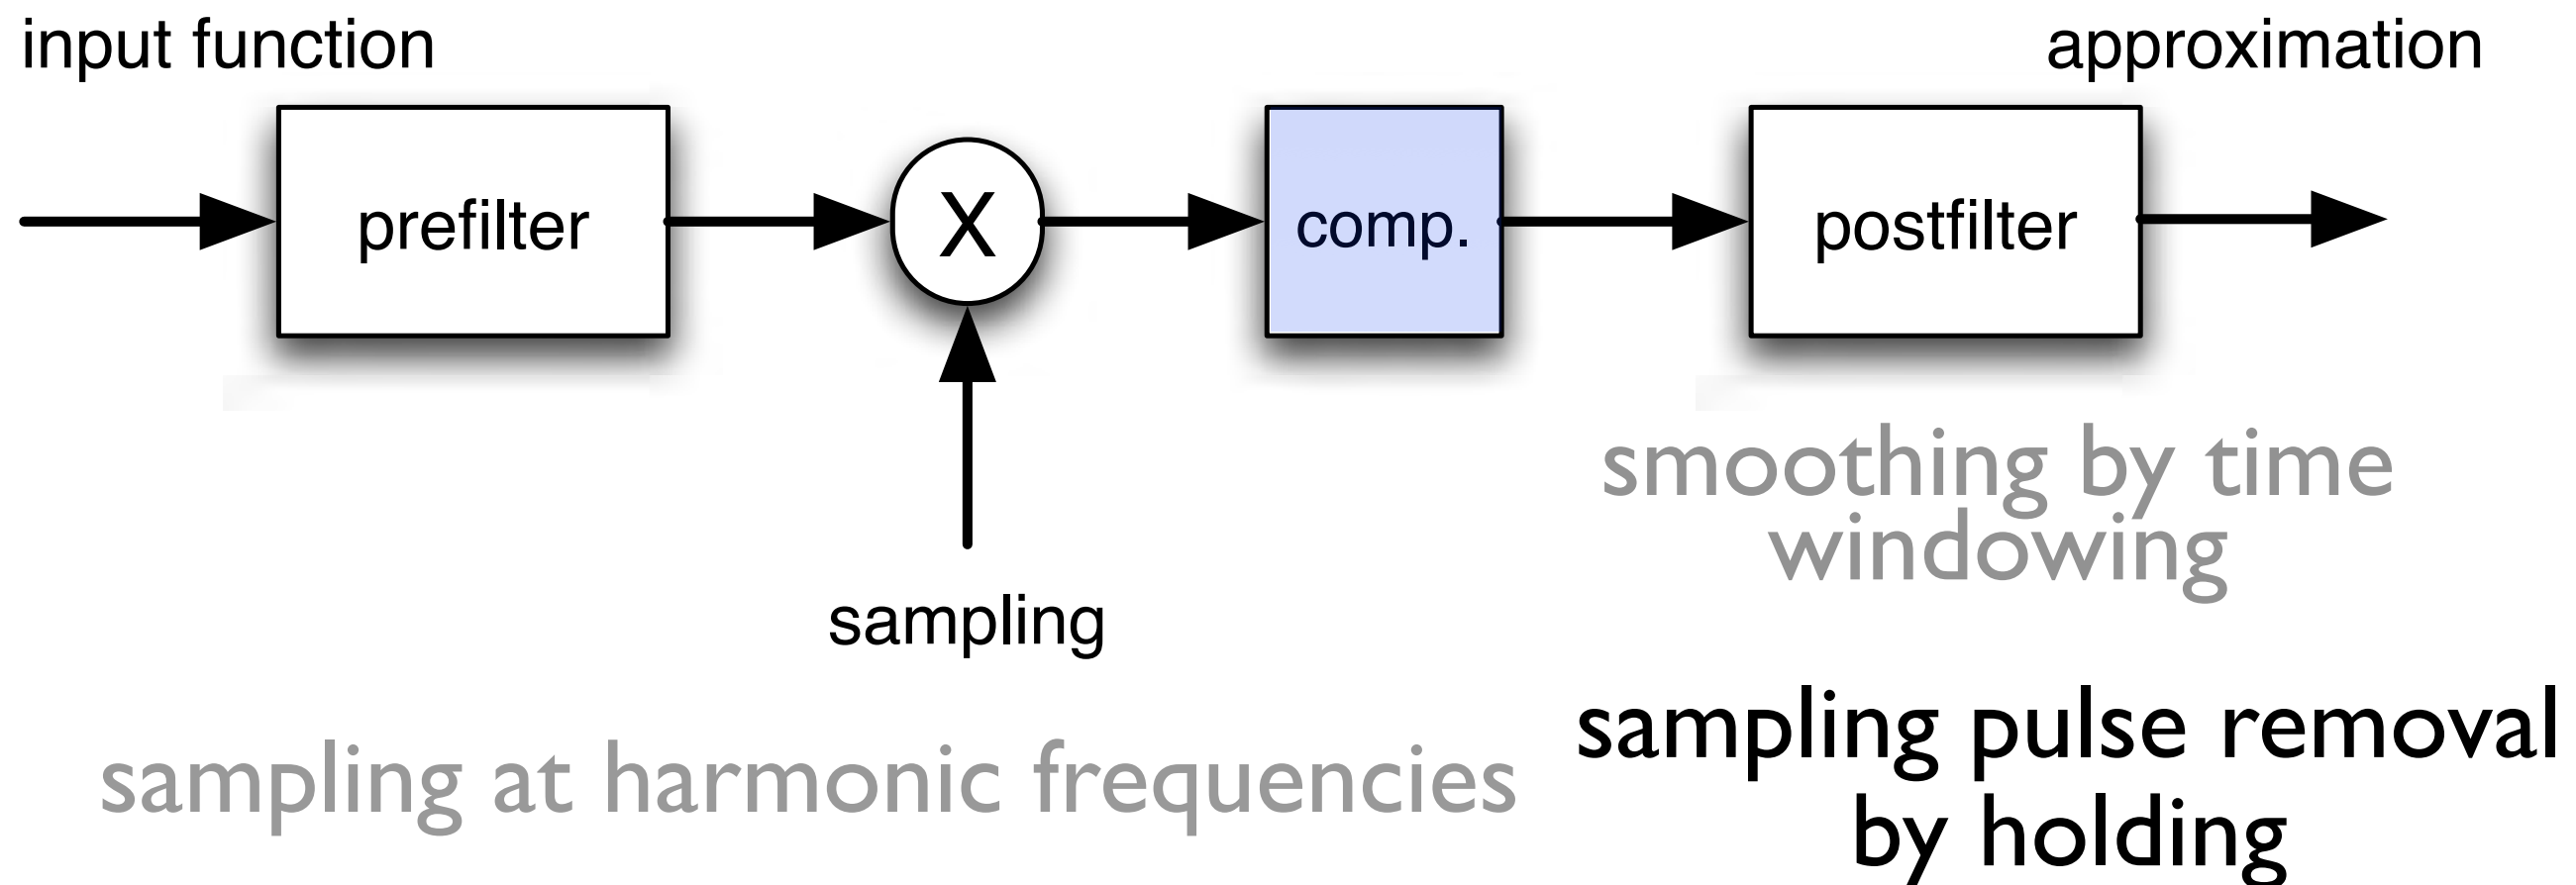 input function
approximation
prefilter
X
comp.
postfilter
sampling
smoothing by time
windowing
sampling at harmonic frequencies
sampling pulse removal
by holding